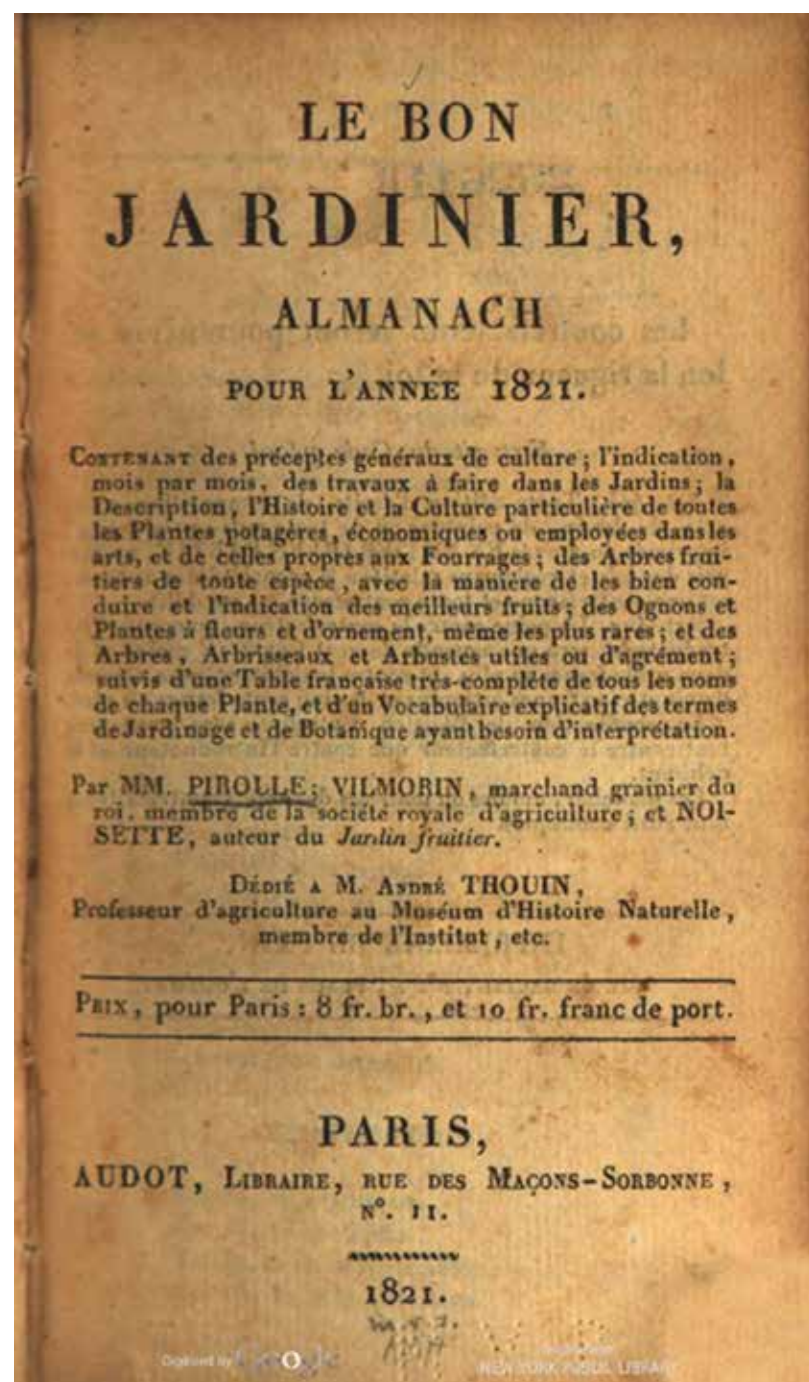 LE BON
JARDINIER,
ALMANACH
POUR L'ANNÉE 1821.
CONTENANT des préceptes généraux de culture ; l'indication,
mois par mois, des travaux à faire dans les Jardins ; la
Description, l'Histoire et la Culture particulière de toutes
les Plantes potagères, économiques ou employées dans les
arts, et de celles propres aux Fourrages ; des Arbres frui-
tiers de toute espèce, avec la manière de les bien con-
duire et l'indication des meilleurs fruits ; des Ognons et
Plantes à fleurs et d'ornement, même les plus rares ; et des
Arbres, Arbrisseaux et Arbustes utiles ou d'agrément ;
suivis d'une Table française très-complète de tous les noms
de chaque Plante, et d'un Vocabulaire explicatif des termes
de Jardinage et de Botanique ayant besoin d'interprétation.
Par MM. PIROLLE ; VILMORIN, marchand grainier du
roi, membre de la société royale d'agriculture ; et NOI-
SETTE, auteur du Jardin fruitier.
DÉDIÉ A M. ANDRÉ THOUIN,
Professeur d'agriculture au Muséum d'Histoire Naturelle,
membre de l'Institut, etc.
PRIX, pour Paris : 8 fr. br., et 10 fr. franc de port.
PARIS,
AUDOT, LIBRAIRE, RUE DES MAÇONS-SORBONNE,
N°. 11.
1821.
Digitized by Google
NEW YORK PUBLIC LIBRARY